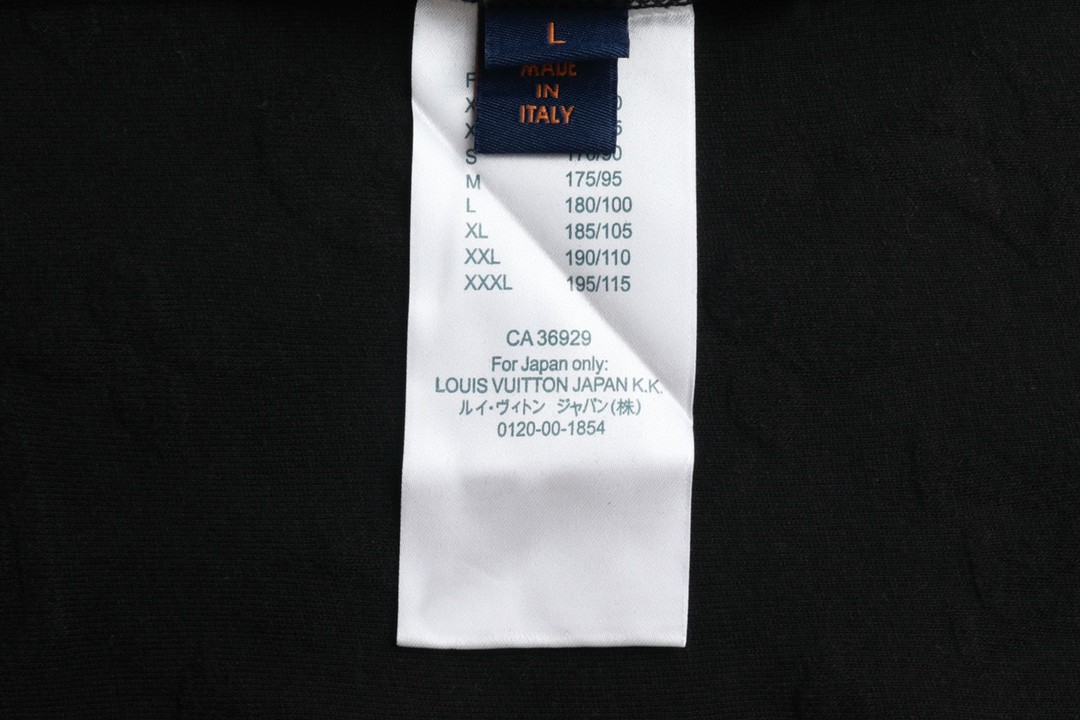 L
MADE
IN
ITALY
S 170/90
M 175/95
L 180/100
XL 185/105
XXL 190/110
XXXL 195/115
CA 36929
For Japan only:
LOUIS VUITTON JAPAN K.K.
ルイ・ヴィトン ジャパン(株)
0120-00-1854